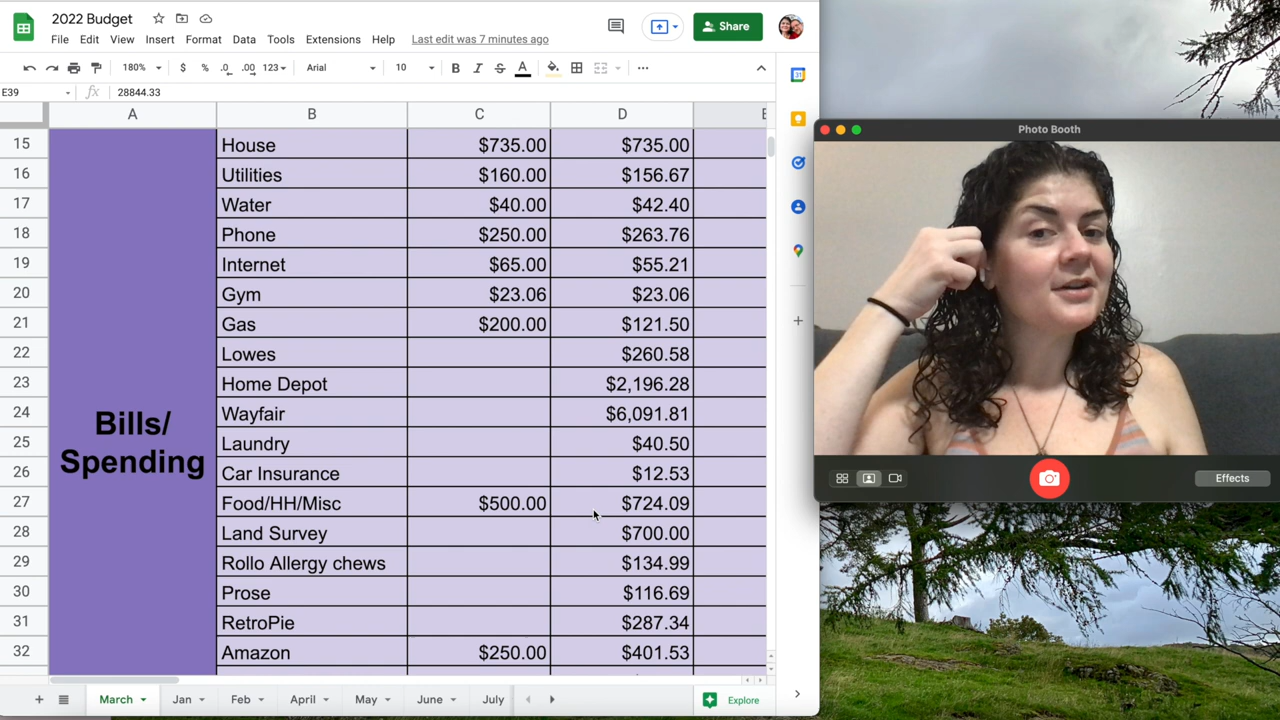 2022 Budget
Share
File Edit View Insert Format Data Tools Extensions Help Last edit was 7 minutes ago
180% $ % .0 .00 123 Arial 10 B I S A
31
E39 fx 28844.33
A B C D E
15 House $735.00 $735.00
16 Utilities $160.00 $156.67
17 Water $40.00 $42.40
18 Phone $250.00 $263.76
19 Internet $65.00 $55.21
20 Gym $23.06 $23.06
21 Gas $200.00 $121.50
22 Lowes $260.58
23 Home Depot $2,196.28
24 Wayfair $6,091.81
25 Laundry $40.50
26 Car Insurance $12.53
27 Food/HH/Misc $500.00 $724.09
28 Land Survey $700.00
29 Rollo Allergy chews $134.99
30 Prose $116.69
31 RetroPie $287.34
32 Amazon $250.00 $401.53
Bills/
Spending
March Jan Feb April May June July Explore
Photo Booth
Effects